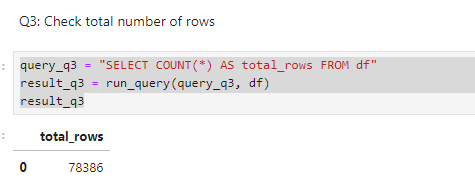 Q3: Check total number of rows
: query_q3 = "SELECT COUNT(*) AS total_rows FROM df"
result_q3 = run_query(query_q3, df)
result_q3
:
total_rows
0 78386